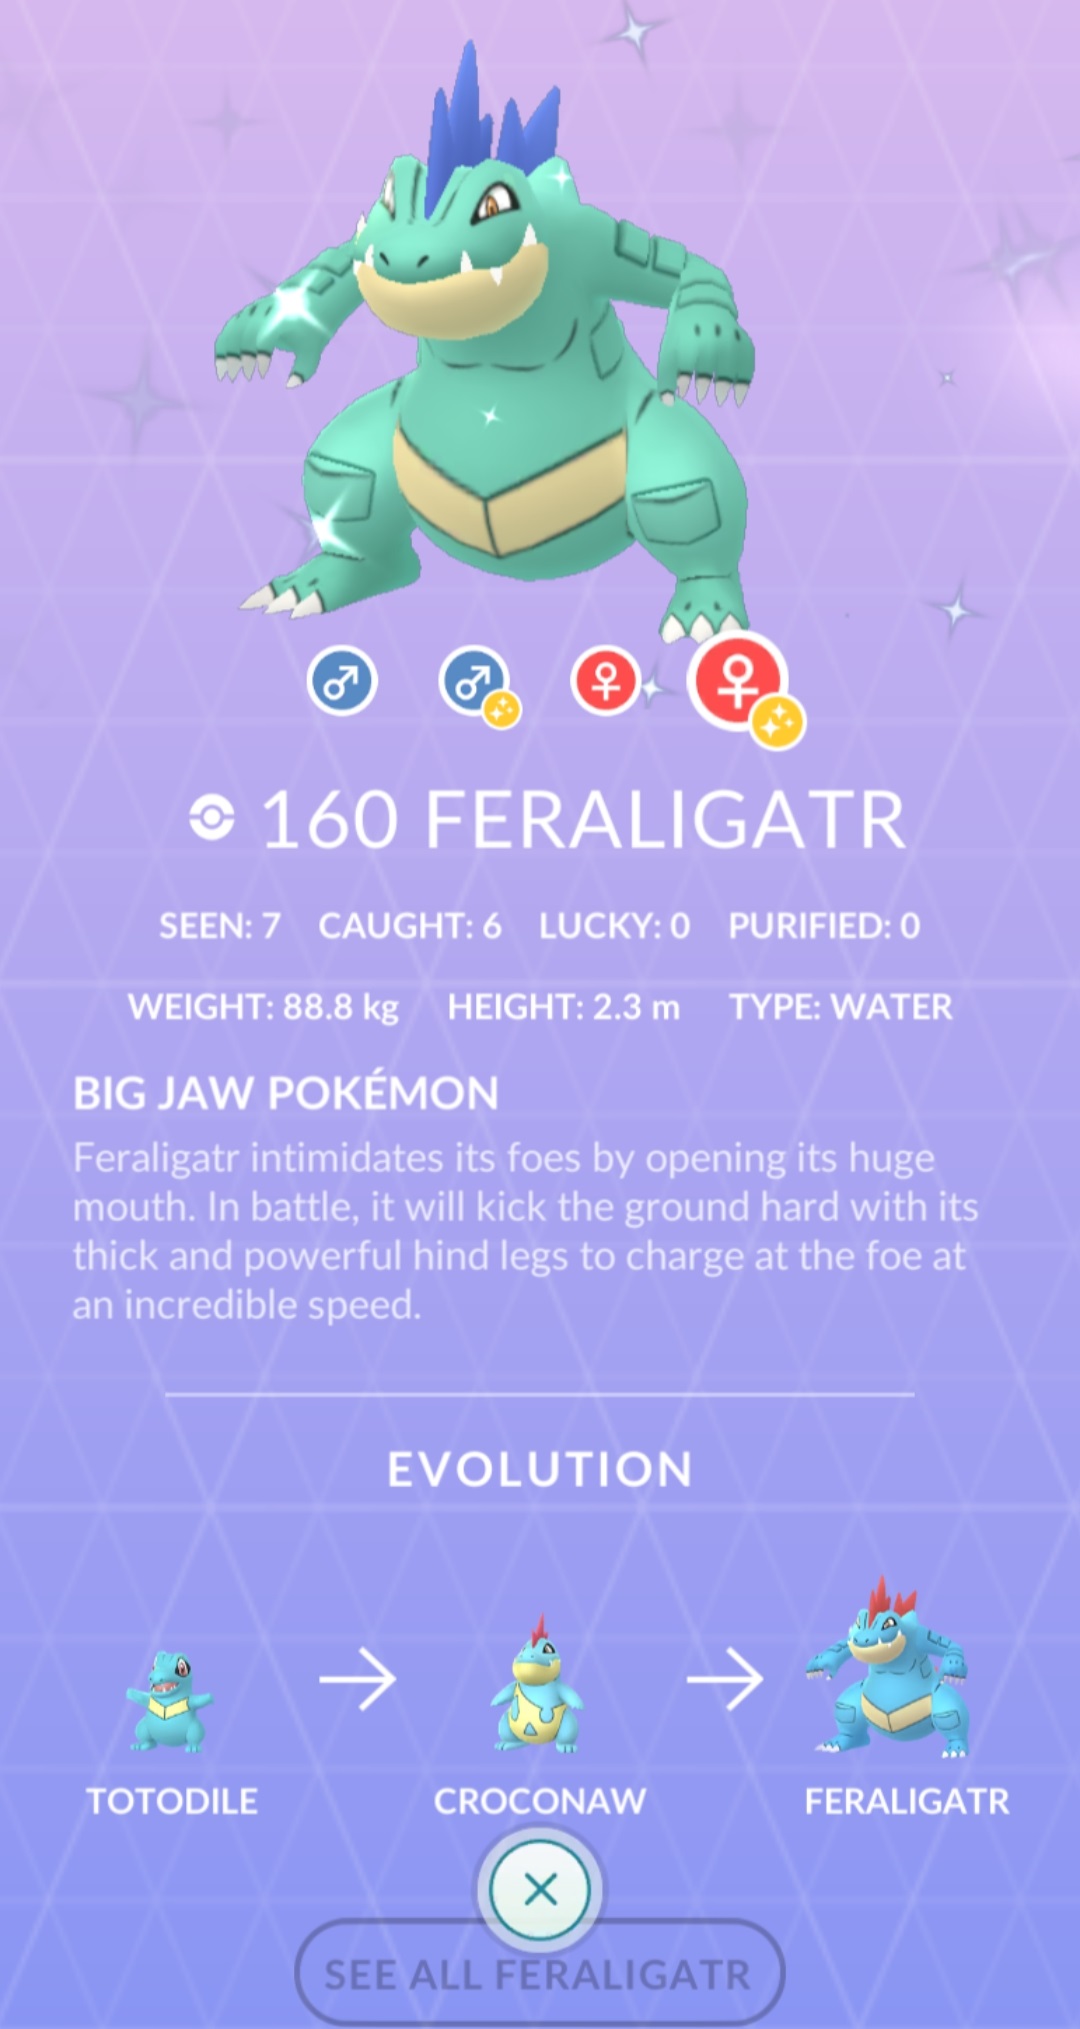 160 FERALIGATR
SEEN: 7 CAUGHT: 6 LUCKY: 0 PURIFIED: 0
WEIGHT: 88.8 kg HEIGHT: 2.3 m TYPE: WATER
BIG JAW POKÉMON
Feraligatr intimidates its foes by opening its huge
mouth. In battle, it will kick the ground hard with its
thick and powerful hind legs to charge at the foe at
an incredible speed.
EVOLUTION
TOTODILE CROCONAW FERALIGATR
SEE ALL FERALIGATR